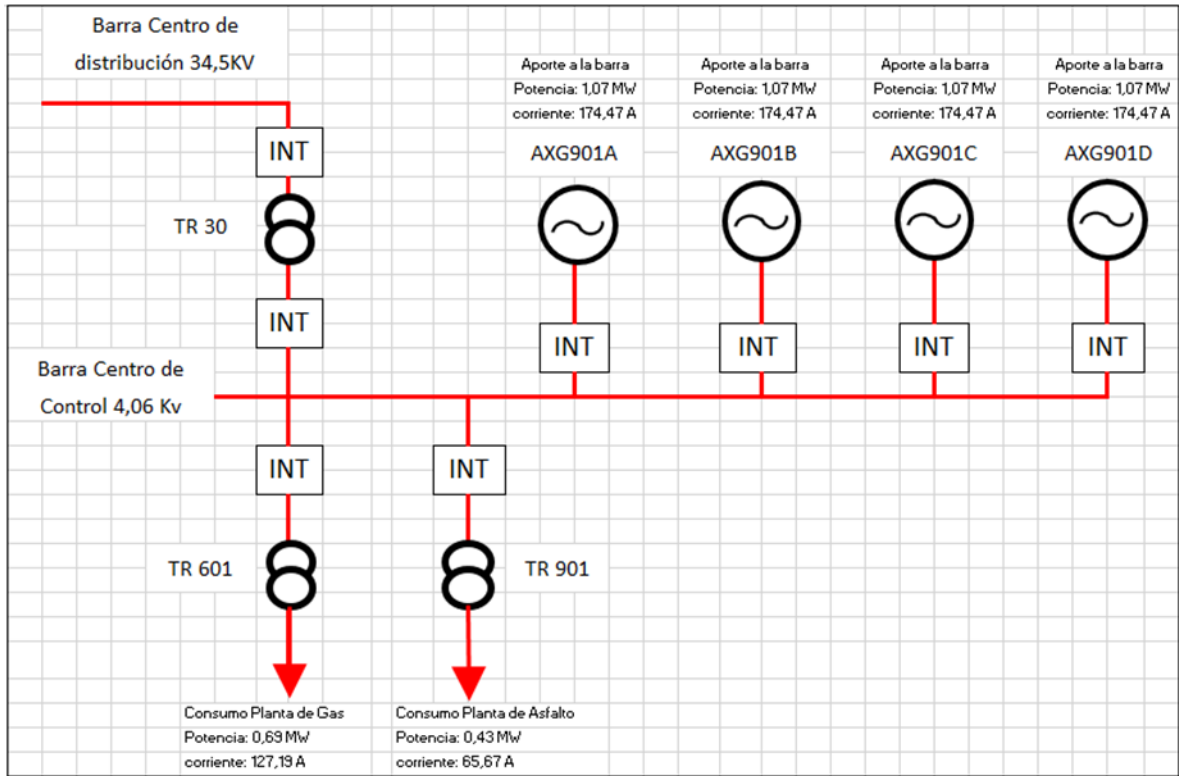 Barra Centro de
distribución 34,5KV
Aporte a la barra
Potencia: 1,07 MW
corriente: 174,47 A
AXG901A
Aporte a la barra
Potencia: 1,07 MW
corriente: 174,47 A
AXG901B
Aporte a la barra
Potencia: 1,07 MW
corriente: 174,47 A
AXG901C
Aporte a la barra
Potencia: 1,07 MW
corriente: 174,47 A
AXG901D
INT
TR 30
INT
INT
INT
INT
INT
Barra Centro de
Control 4,06 Kv
INT
INT
TR 601
TR 901
Consumo Planta de Gas
Potencia: 0,69 MW
corriente: 127,19 A
Consumo Planta de Asfalto
Potencia: 0,43 MW
corriente: 65,67 A